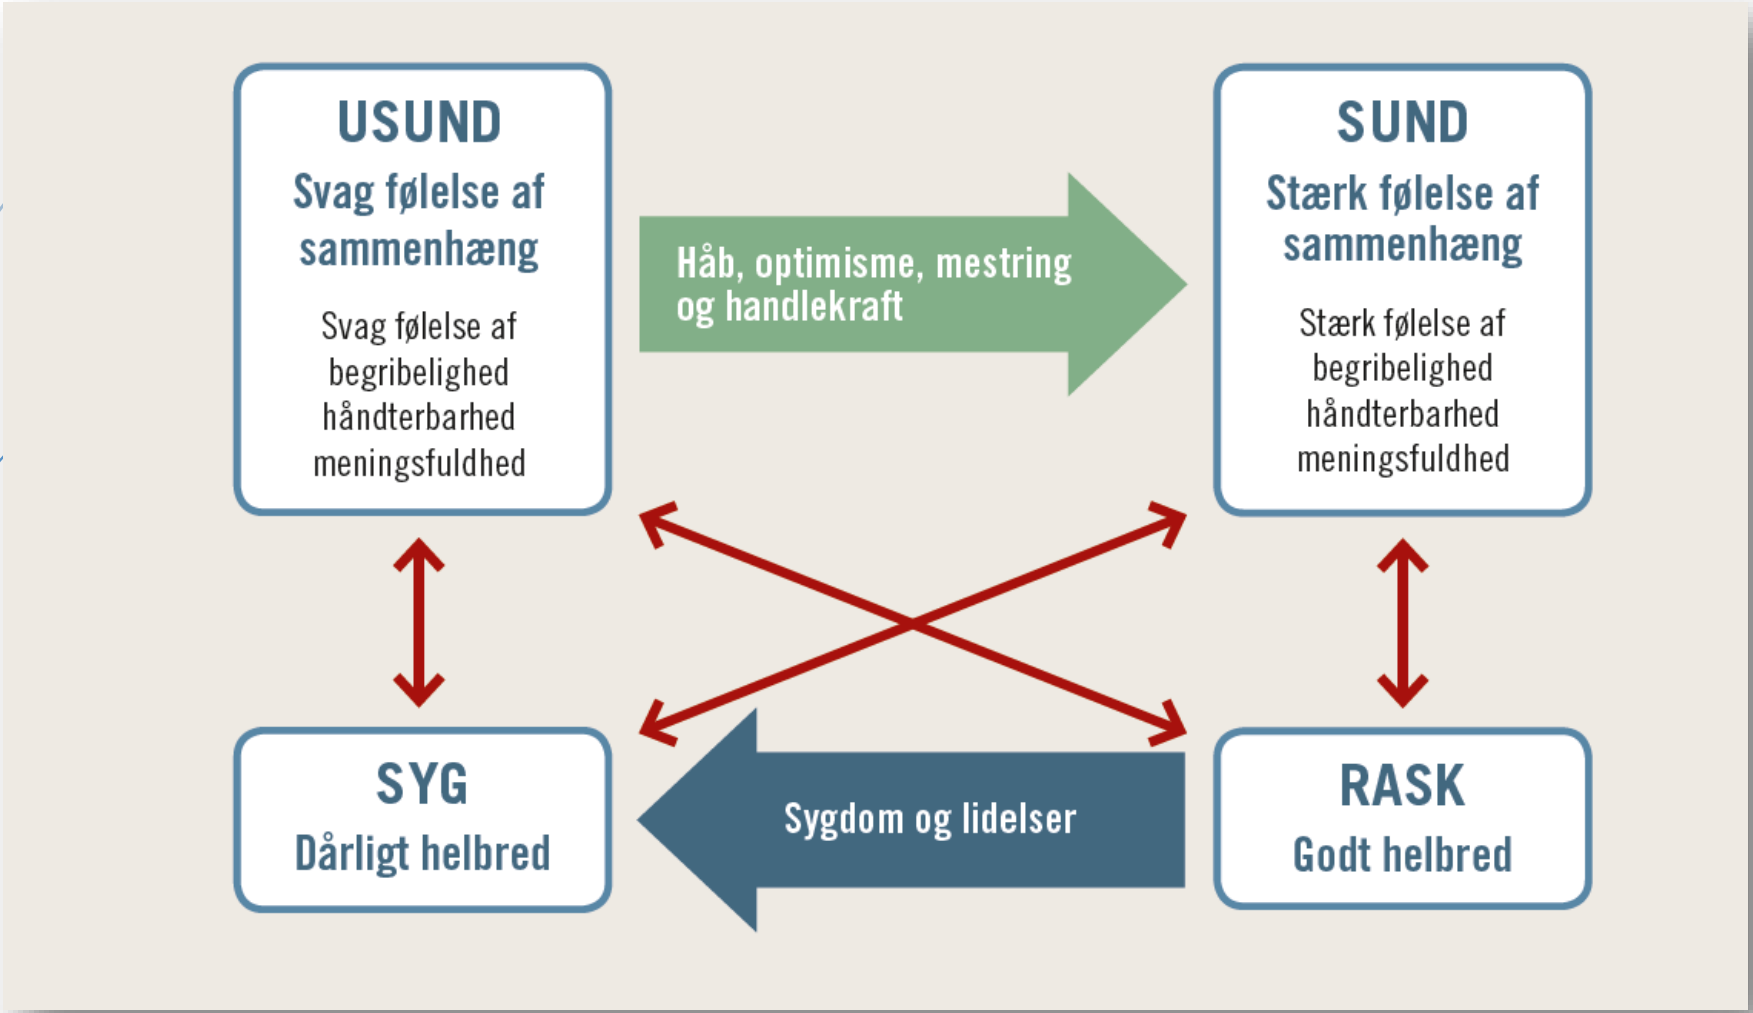 USUND
Svag følelse af
sammenhæng
Svag følelse af
begribelighed
håndterbarhed
meningsfuldhed
Håb, optimisme, mestring
og handlekraft
SUND
Stærk følelse af
sammenhæng
Stærk følelse af
begribelighed
håndterbarhed
meningsfuldhed
SYG
Dårligt helbred
Sygdom og lidelser
RASK
Godt helbred